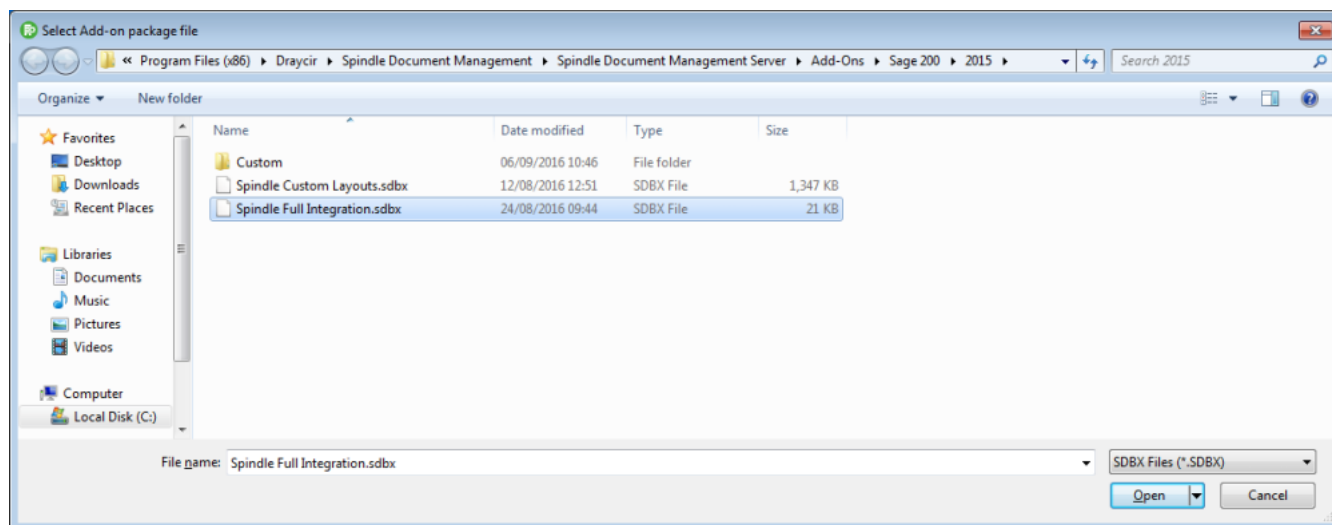 Select Add-on package file
« Program Files (x86) ▸ Draycir ▸ Spindle Document Management ▸ Spindle Document Management Server ▸ Add-Ons ▸ Sage 200 ▸ 2015 ▸ Search 2015
Organize New folder
Favorites
Desktop
Downloads
Recent Places
Libraries
Documents
Music
Pictures
Videos
Computer
Local Disk (C:)
Name Date modified Type Size
Custom 06/09/2016 10:46 File folder
Spindle Custom Layouts.sdbx 12/08/2016 12:51 SDBX File 1,347 KB
Spindle Full Integration.sdbx 24/08/2016 09:44 SDBX File 21 KB
File name: Spindle Full Integration.sdbx SDBX Files (*.SDBX)
Open Cancel